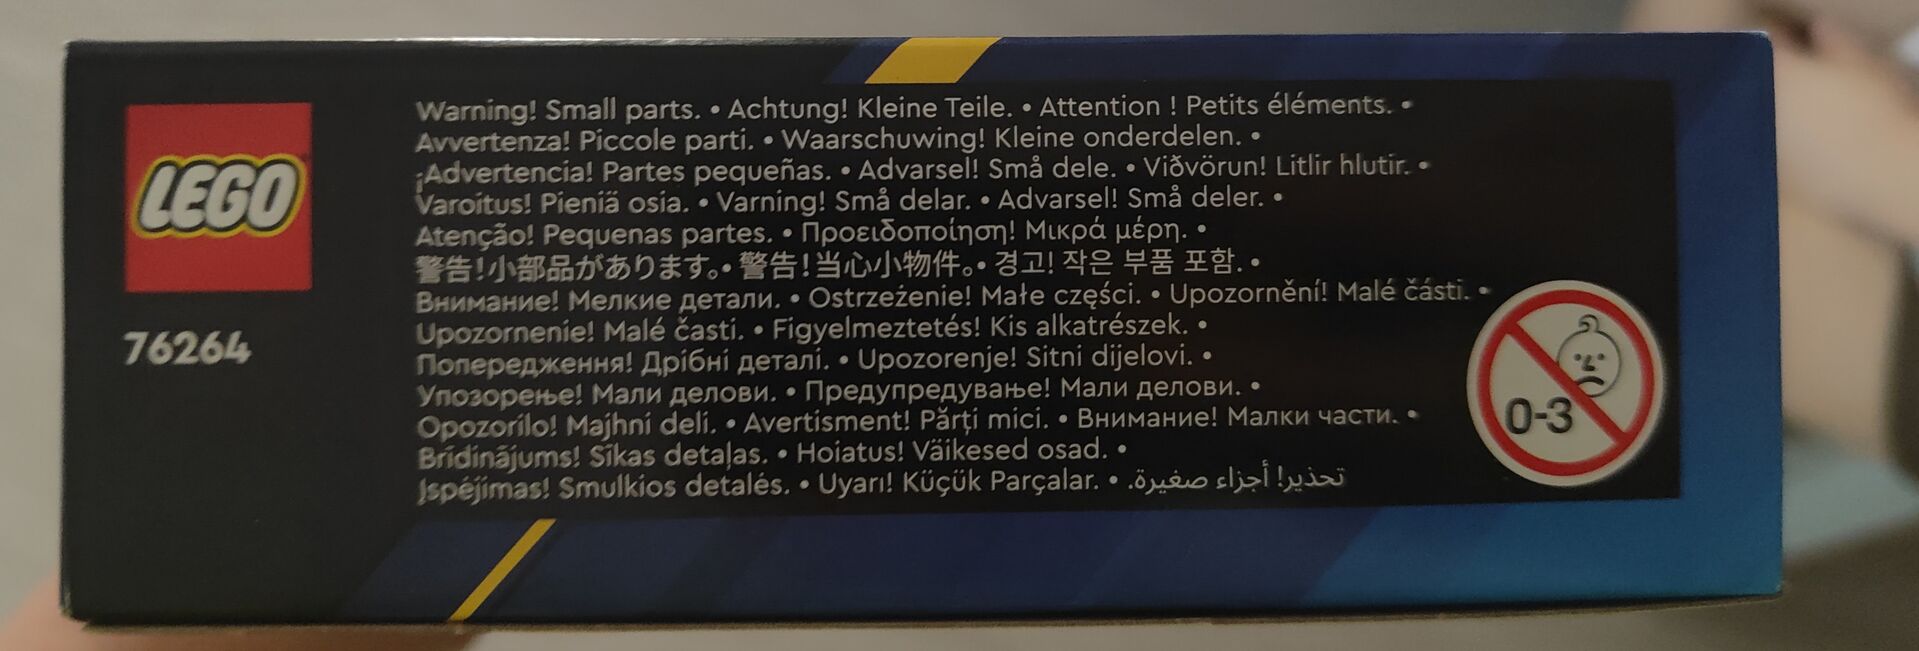 LEGO
76264
Warning! Small parts. • Achtung! Kleine Teile. • Attention ! Petits éléments. •
Avvertenza! Piccole parti. • Waarschuwing! Kleine onderdelen. •
¡Advertencia! Partes pequeñas. • Advarsel! Små dele. • Viðvörun! Litlir hlutir. •
Varoitus! Pieniä osia. • Varning! Små delar. • Advarsel! Små deler. •
Atenção! Pequenas partes. • Προειδοποίηση! Μικρά μέρη. •
警告!小部品があります。• 警告!当心小物件。• 경고! 작은 부품 포함. •
Внимание! Мелкие детали. • Ostrzeżenie! Małe części. • Upozornění! Malé části. •
Upozornenie! Malé časti. • Figyelmeztetés! Kis alkatrészek. •
Попередження! Дрібні деталі. • Upozorenje! Sitni dijelovi. •
Упозорење! Мали делови. • Предупредување! Мали делови. •
Opozorilo! Majhni deli. • Avertisment! Părți mici. • Внимание! Малки части. •
Brīdinājums! Sīkas detaļas. • Hoiatus! Väikesed osad. •
Įspėjimas! Smulkios detalės. • Uyarı! Küçük Parçalar. • تحذير! أجزاء صغيرة.
0-3